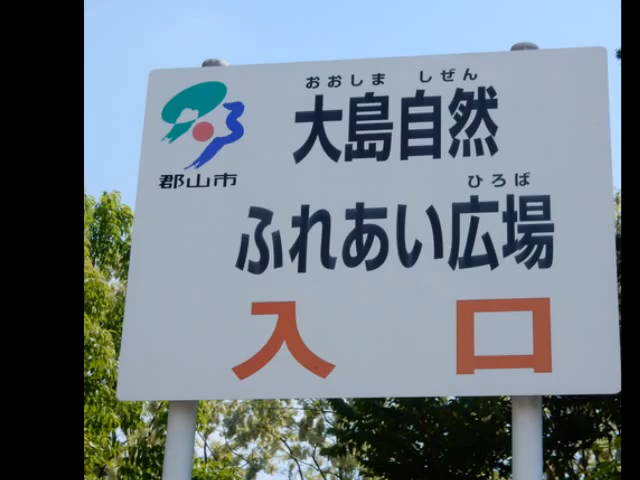 おおしま しぜん
大島自然
郡山市
ひろば
ふれあい広場
入口